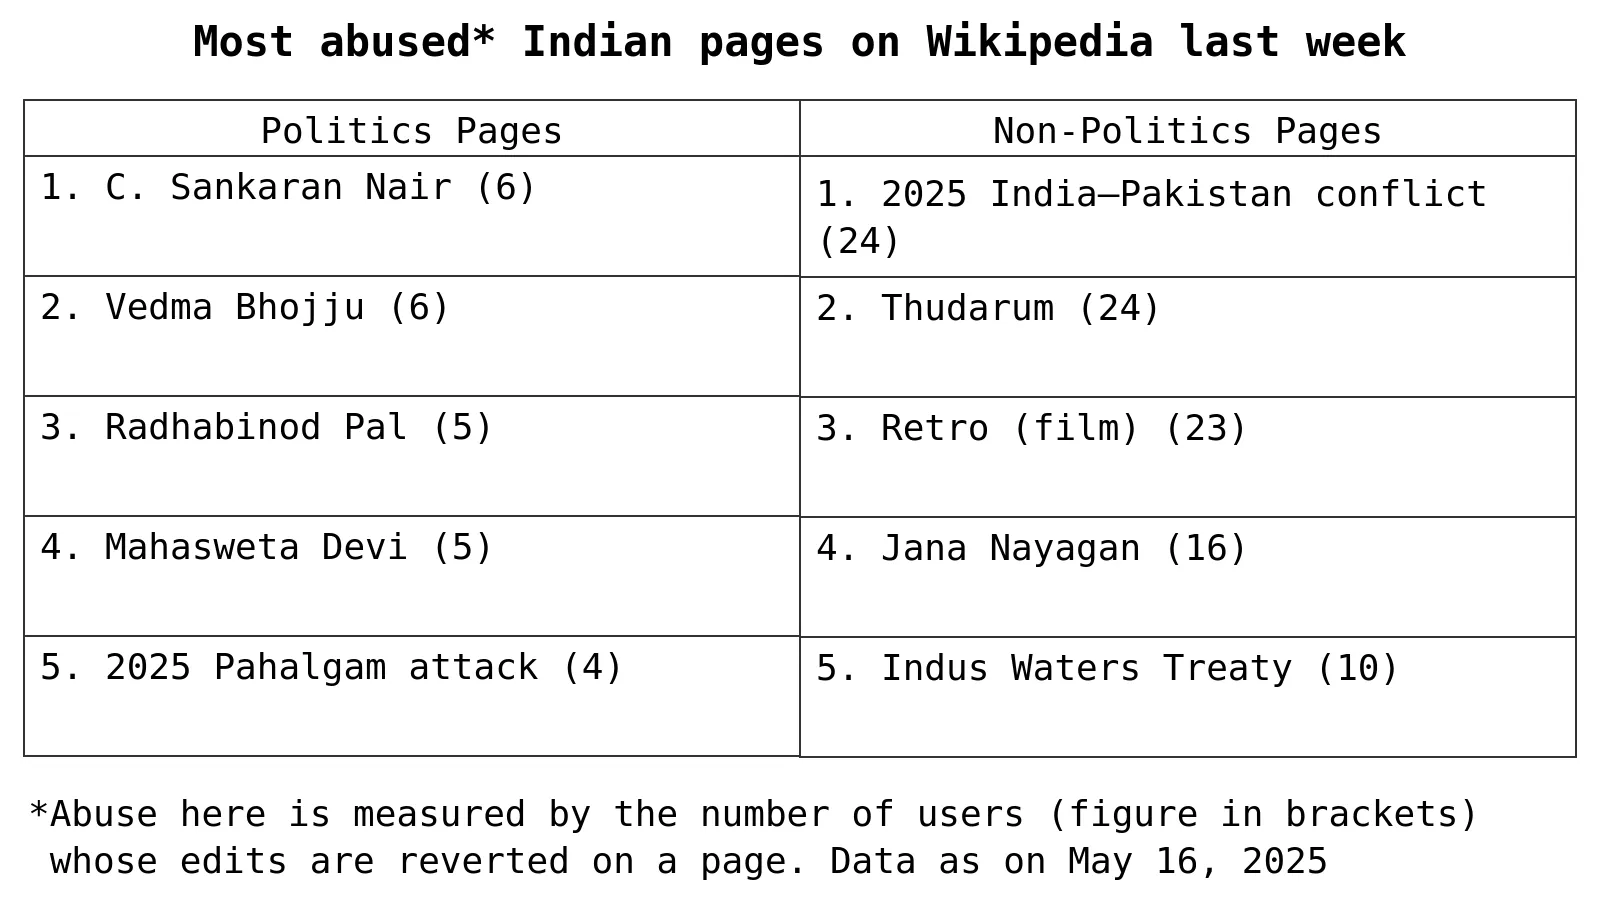 Most abused* Indian pages on Wikipedia last week
Politics Pages
1. C. Sankaran Nair (6)
2. Vedma Bhojju (6)
3. Radhabinod Pal (5)
4. Mahasweta Devi (5)
5. 2025 Pahalgam attack (4)
Non-Politics Pages
1. 2025 India–Pakistan conflict
(24)
2. Thudarum (24)
3. Retro (film) (23)
4. Jana Nayagan (16)
5. Indus Waters Treaty (10)
*Abuse here is measured by the number of users (figure in brackets)
whose edits are reverted on a page. Data as on May 16, 2025